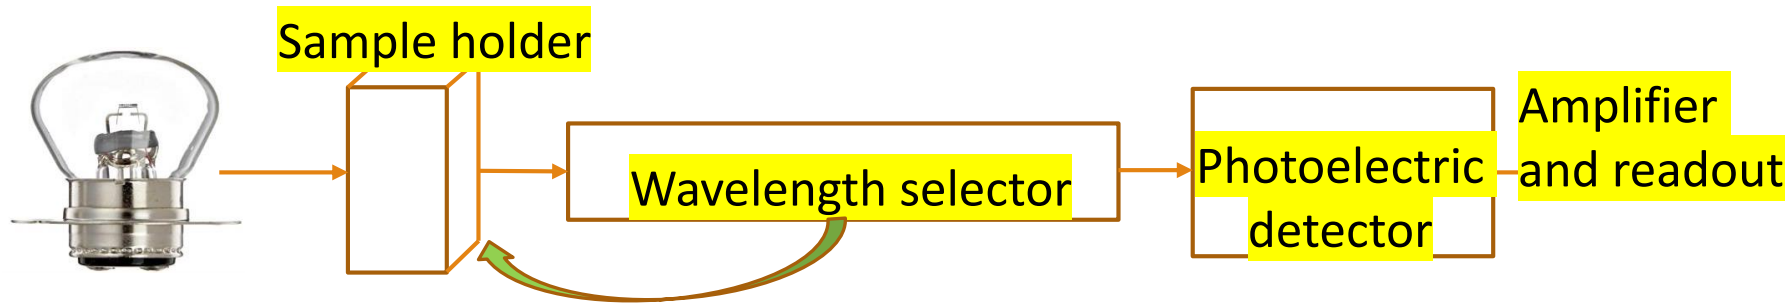 Sample holder
Wavelength selector
Photoelectric
detector
Amplifier
and readout